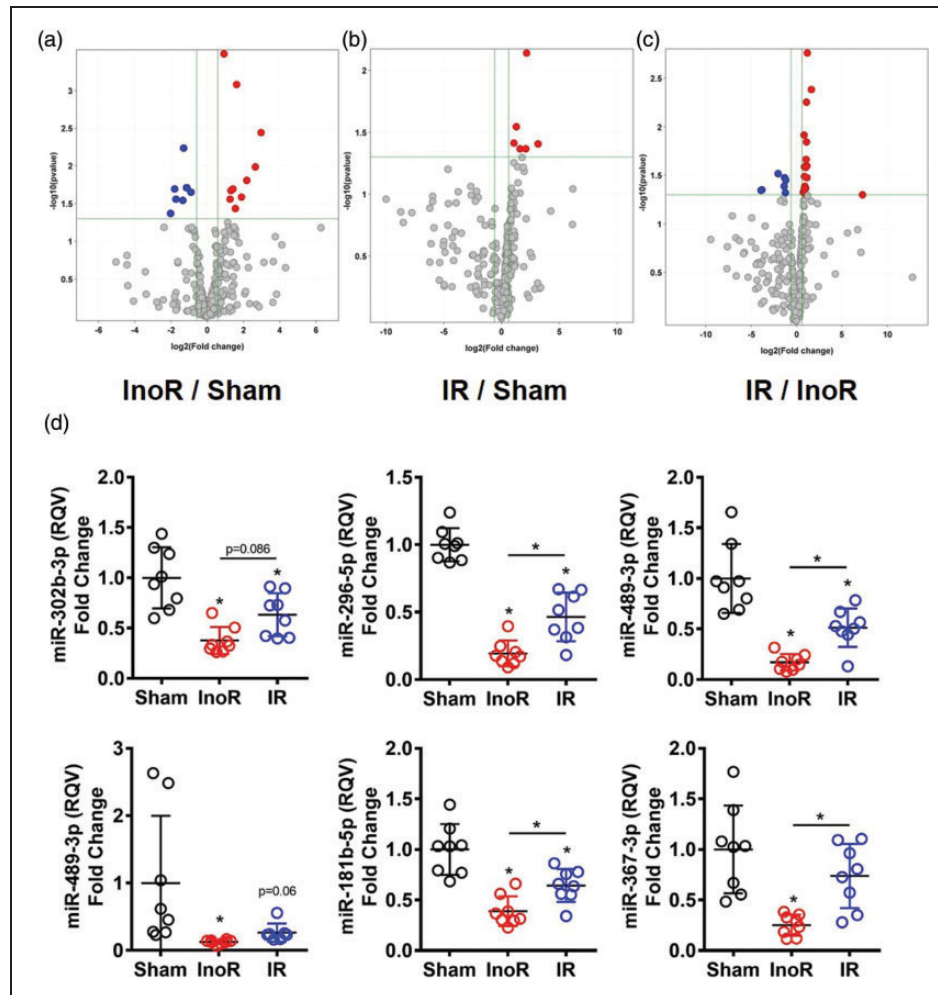 (a)
(b)
(c)
3
2.5
2
1.5
1
0.5
-log10(pvalue)
-6 -4 -2 0 2 4 6
log2(Fold change)
2
1.5
1
0.5
-log10(pvalue)
-10 -5 0 5 10
log2(Fold change)
2.5
2
1.5
1
0.5
-log10(pvalue)
-10 -5 0 5 10
log2(Fold change)
InoR / Sham
IR / Sham
IR / InoR
(d)
miR-302b-3p (RQV)
Fold Change
2.0
1.5
1.0
0.5
0.0
p=0.086
*
*
Sham InoR IR
miR-296-5p (RQV)
Fold Change
1.5
1.0
0.5
0.0
*
*
*
Sham InoR IR
miR-489-3p (RQV)
Fold Change
2.0
1.5
1.0
0.5
0.0
*
*
*
Sham InoR IR
miR-489-3p (RQV)
Fold Change
3
2
1
0
p=0.06
*
Sham InoR IR
miR-181b-5p (RQV)
Fold Change
2.0
1.5
1.0
0.5
0.0
*
*
*
Sham InoR IR
miR-367-3p (RQV)
Fold Change
2.0
1.5
1.0
0.5
0.0
*
*
Sham InoR IR